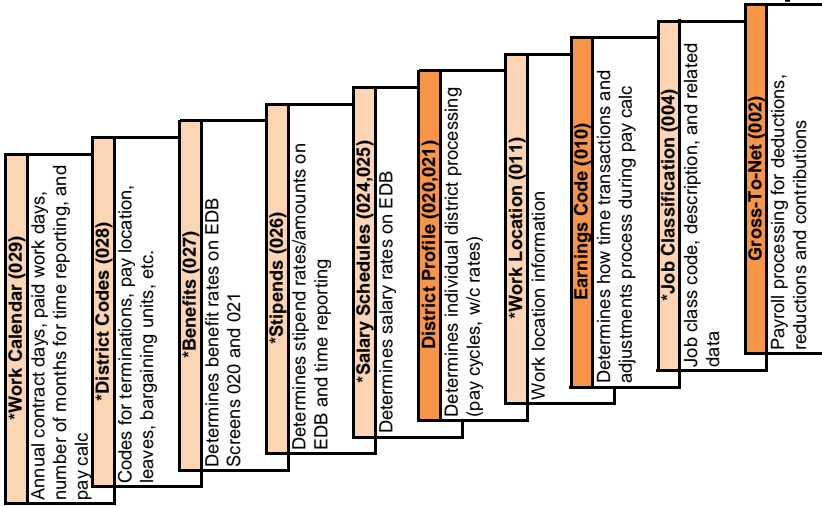 *Work Calendar (029)
Annual contract days, paid work days,
number of months for time reporting, and
pay calc
*District Codes (028)
Codes for terminations, pay location,
leaves, bargaining units, etc.
*Benefits (027)
Determines benefit rates on EDB
Screens 020 and 021
*Stipends (026)
Determines stipend rates/amounts on
EDB and time reporting
*Salary Schedules (024,025)
Determines salary rates on EDB
District Profile (020,021)
Determines individual district processing
(pay cycles, w/c rates)
*Work Location (011)
Work location information
Earnings Code (010)
Determines how time transactions and
adjustments process during pay calc
*Job Classification (004)
Job class code, description, and related
data
Gross-To-Net (002)
Payroll processing for deductions,
reductions and contributions